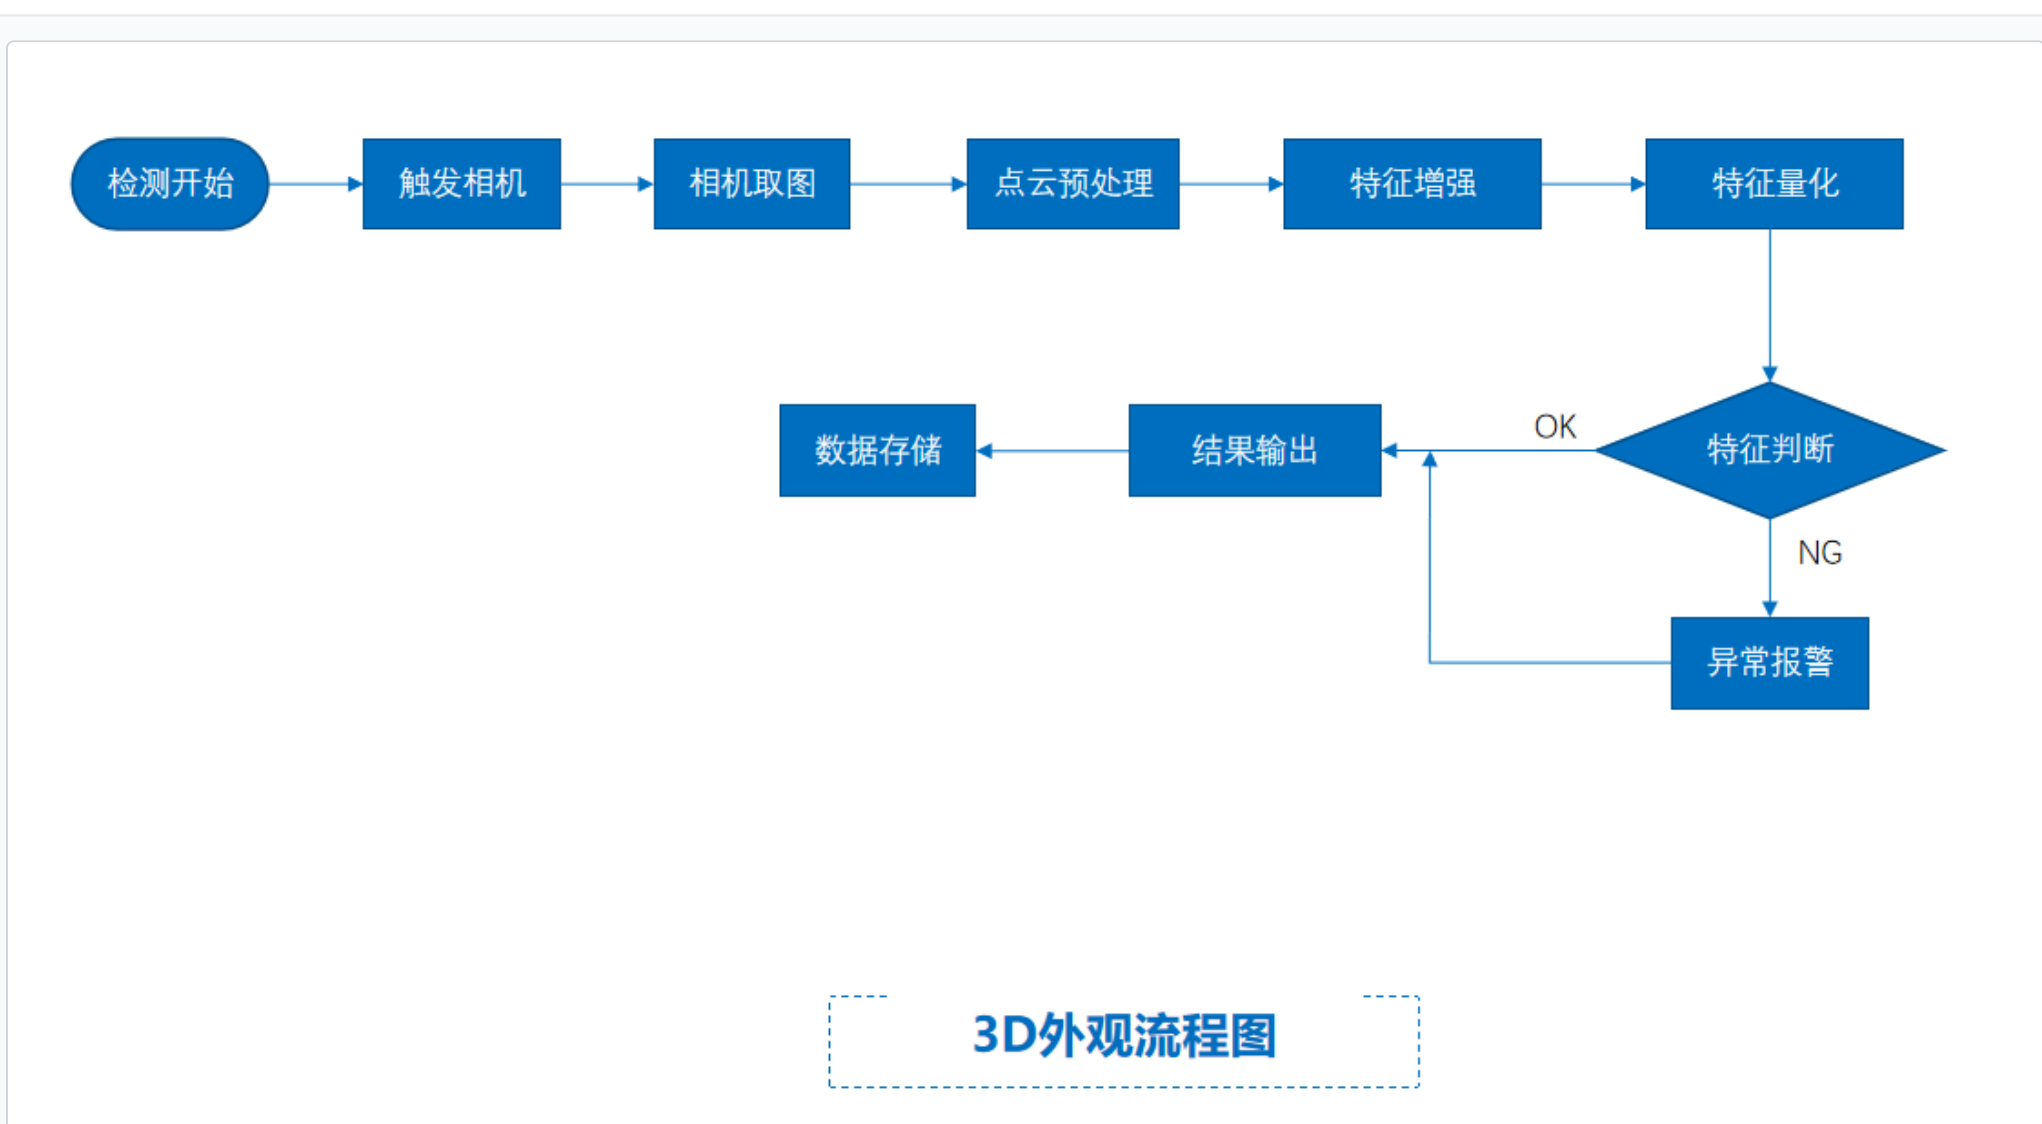 检测开始
触发相机
相机取图
点云预处理
特征增强
特征量化
数据存储
结果输出
OK
特征判断
NG
异常报警
3D外观流程图